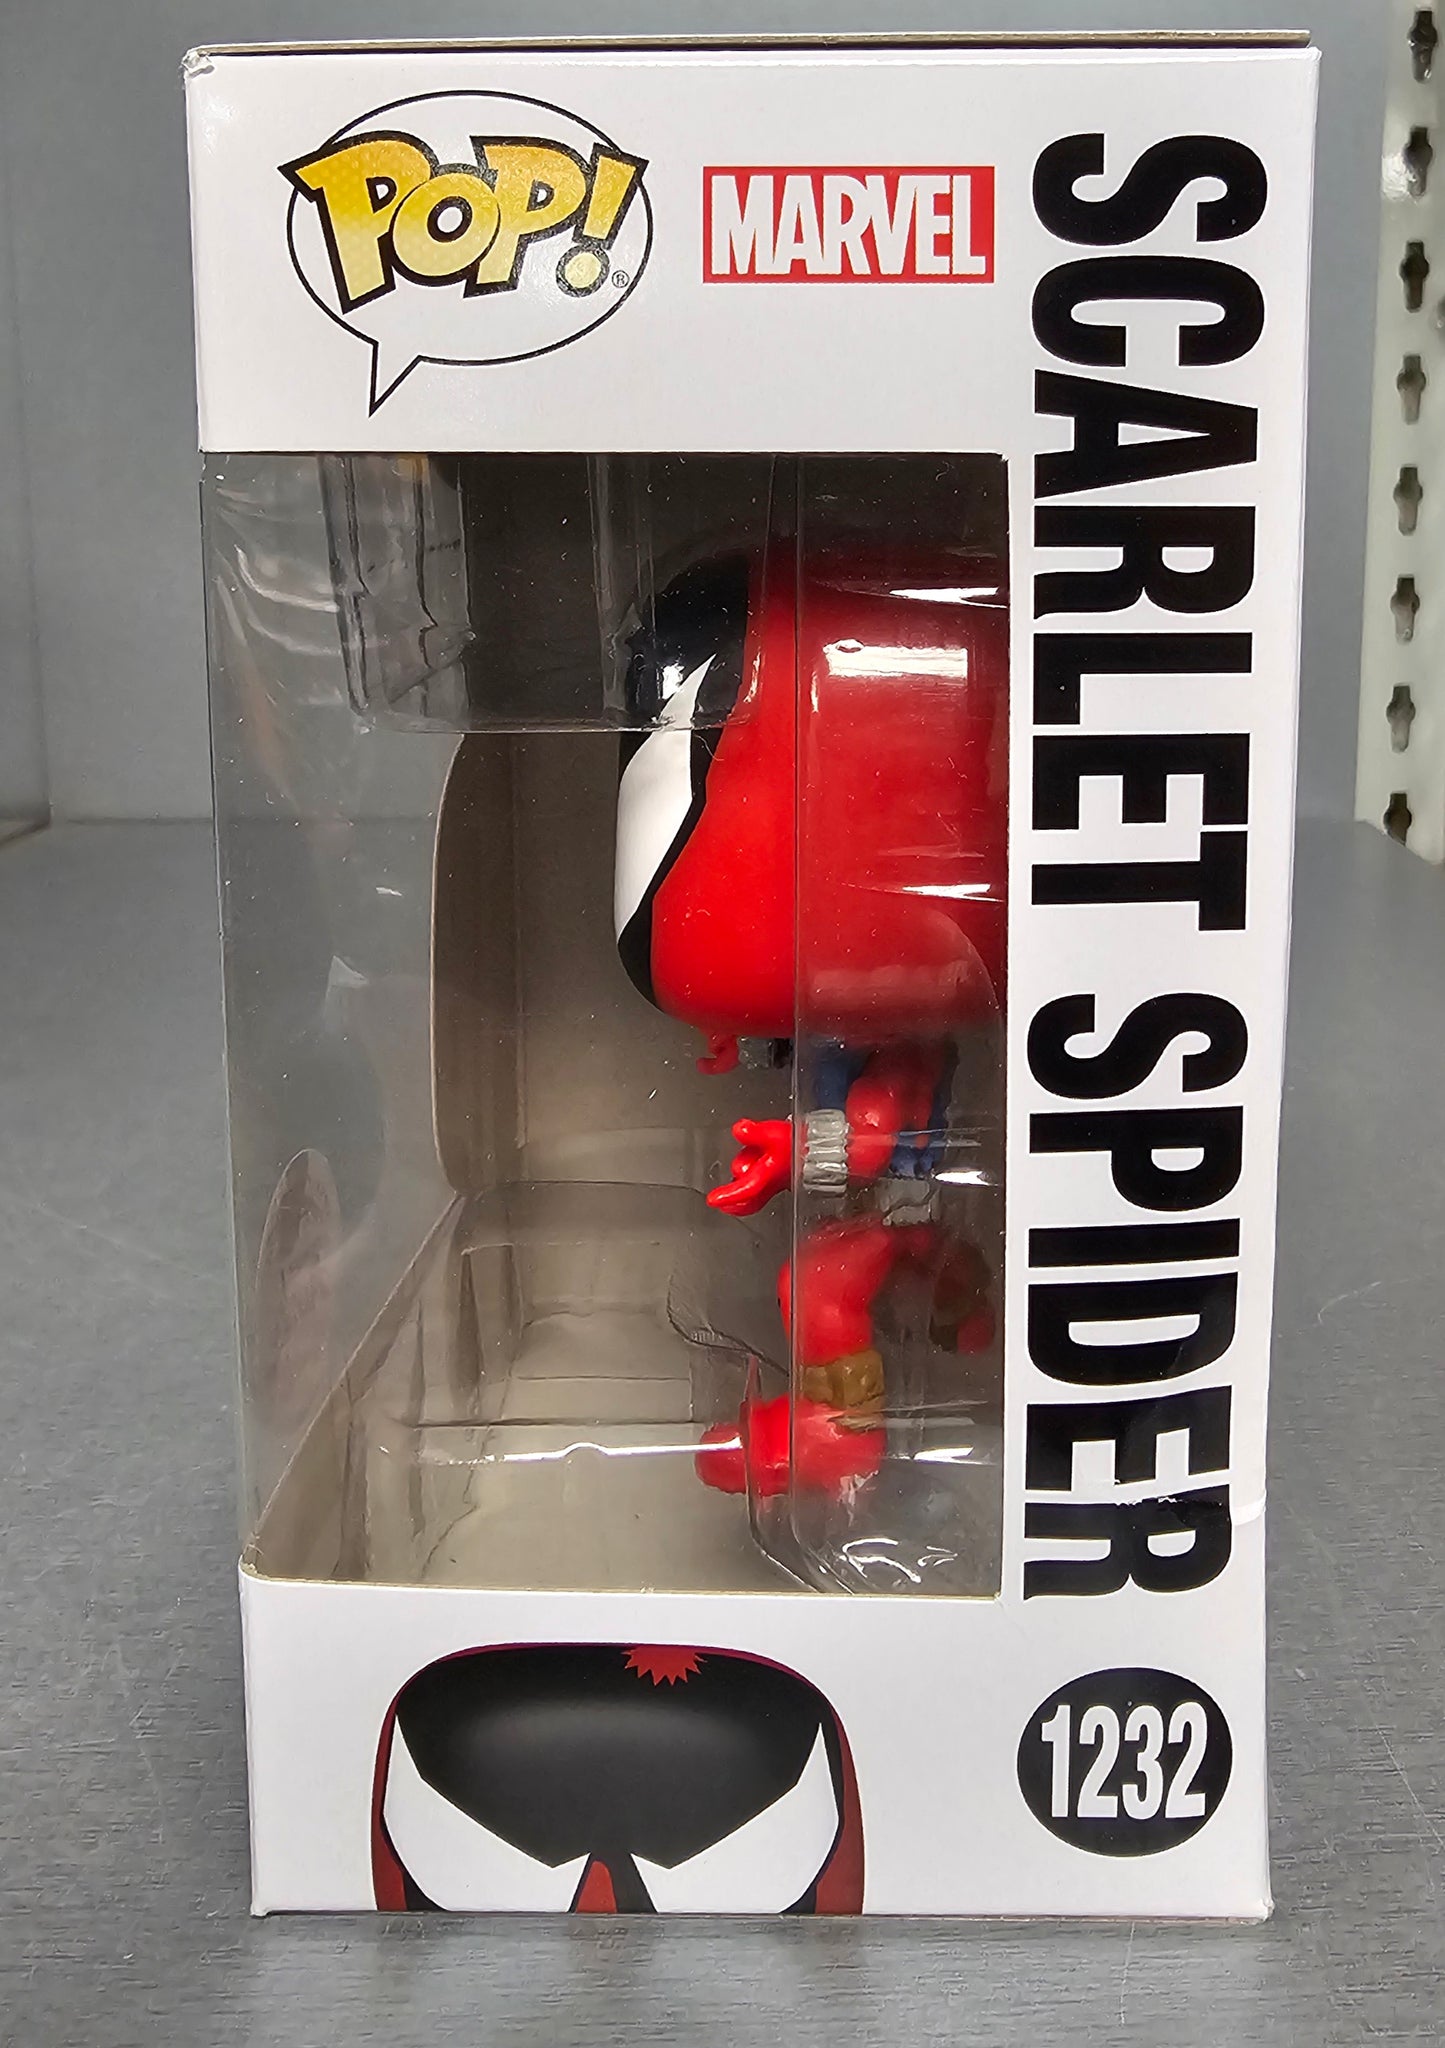 POP!®
MARVEL
SCARLET SPIDER
1232